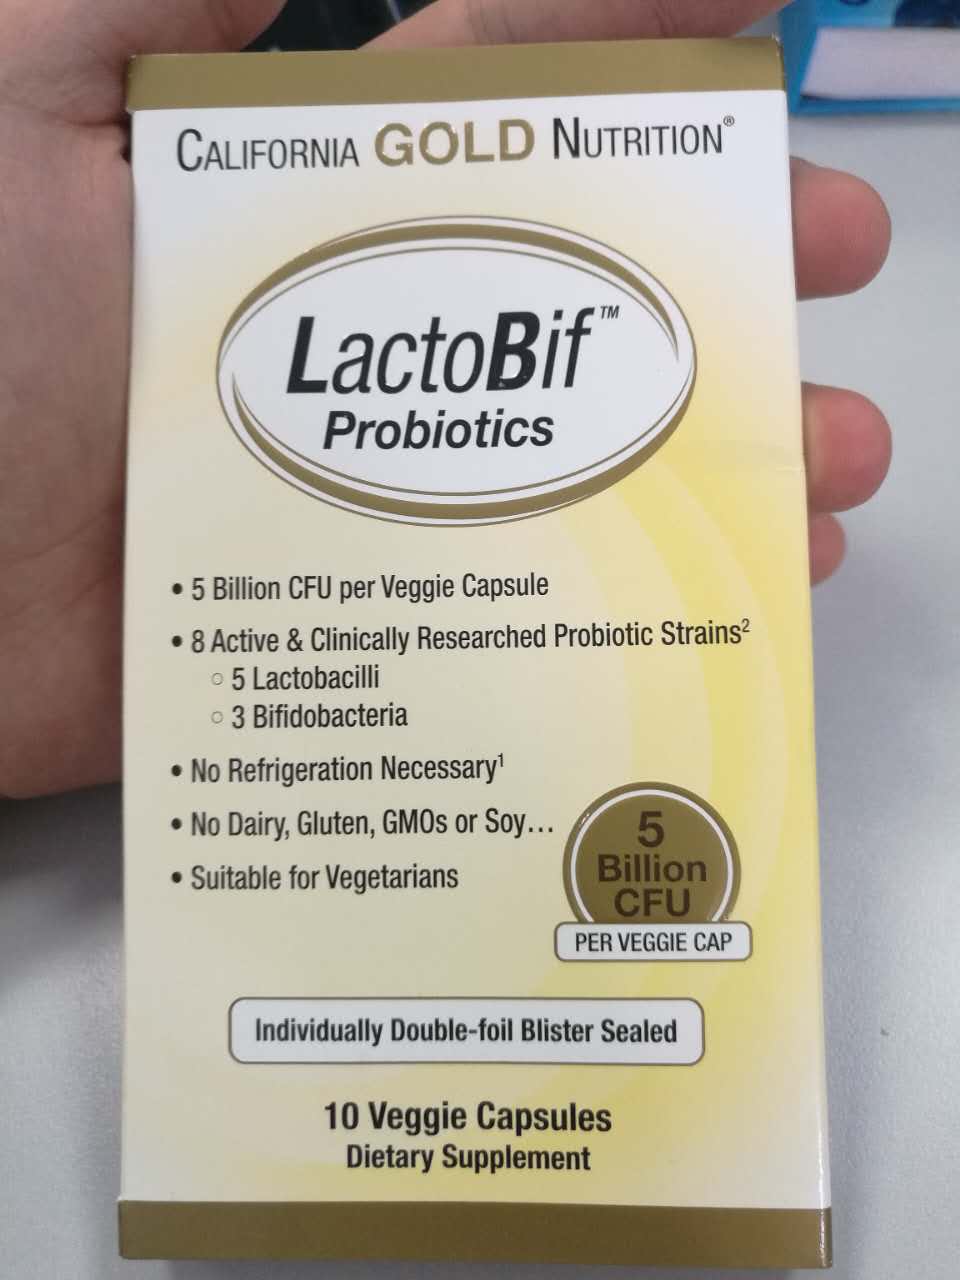 CALIFORNIA GOLD NUTRITION®
LactoBif™
Probiotics
• 5 Billion CFU per Veggie Capsule
• 8 Active & Clinically Researched Probiotic Strains²
○ 5 Lactobacilli
○ 3 Bifidobacteria
• No Refrigeration Necessary¹
• No Dairy, Gluten, GMOs or Soy...
• Suitable for Vegetarians
5
Billion
CFU
PER VEGGIE CAP
Individually Double-foil Blister Sealed
10 Veggie Capsules
Dietary Supplement